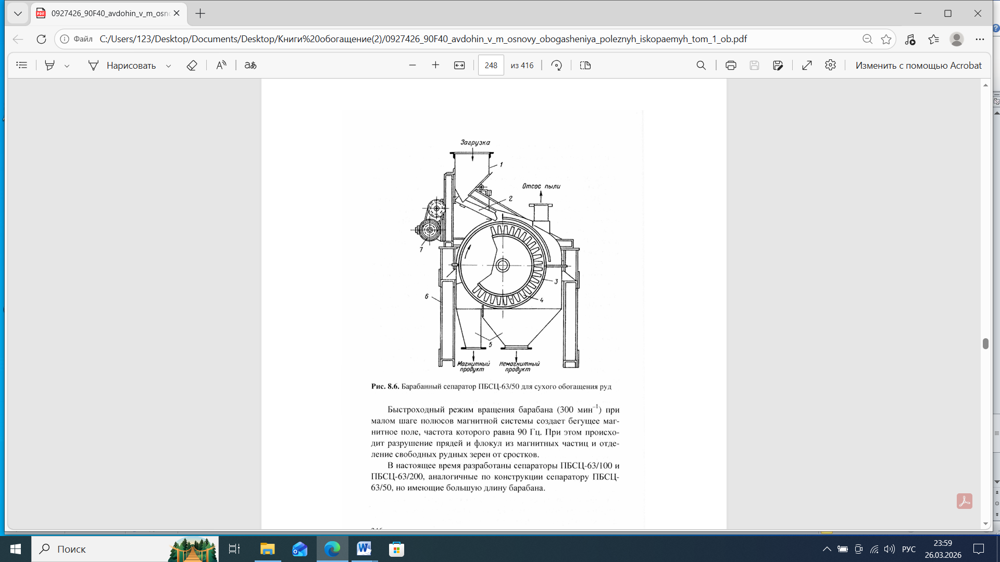 0927426_90F40_avdohin_v_m_osno
Файл
C:/Users/123/Desktop/Documents/Desktop/Книги%20обогащение(2)/0927426_90F40_avdohin_v_m_osnovy_obogasheniya_poleznyh_iskopaemyh_tom_1_ob.pdf
Нарисовать
аあ
248 из 416
Изменить с помощью Acrobat
Загрузка
1
Отсос пыли
2
7
3
4
6
5
Магнитный продукт
Немагнитный продукт
Рис. 8.6. Барабанный сепаратор ПБСЦ-63/50 для сухого обогащения руд
Быстроходный режим вращения барабана (300 мин⁻¹) при
малом шаге полюсов магнитной системы создает бегущее маг-
нитное поле, частота которого равна 90 Гц. При этом происхо-
дит разрушение прядей и флокул из магнитных частиц и отде-
ление свободных рудных зерен от сростков.
В настоящее время разработаны сепараторы ПБСЦ-63/100 и
ПБСЦ-63/200, аналогичные по конструкции сепаратору ПБСЦ-
63/50, но имеющие большую длину барабана.
Поиск
РУС
23:59
26.03.2026